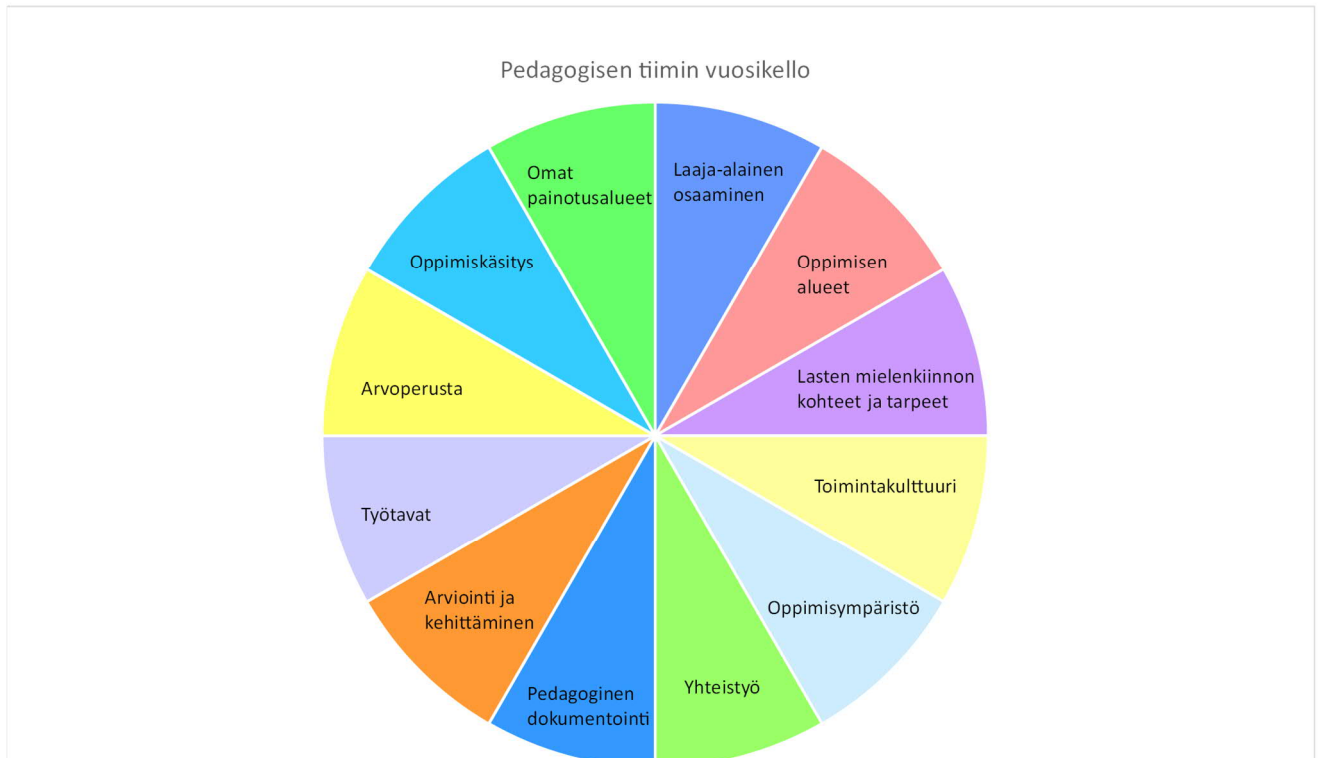 Pedagogisen tiimin vuosikello
Laaja-alainen
osaaminen
Oppimisen
alueet
Lasten mielenkiinnon
kohteet ja tarpeet
Toimintakulttuuri
Oppimisympäristö
Yhteistyö
Pedagoginen
dokumentointi
Arviointi ja
kehittäminen
Työtavat
Arvoperusta
Oppimiskäsitys
Omat
painotusalueet